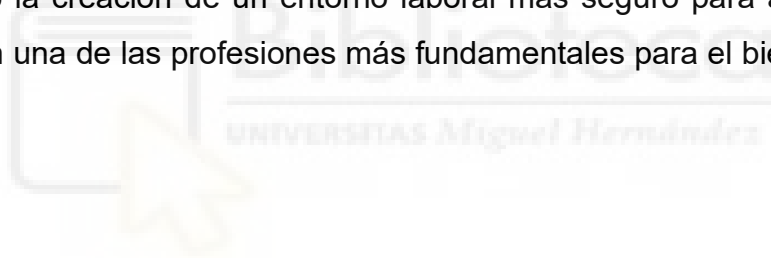 la creación de un entorno laboral más seguro para
una de las profesiones más fundamentales para el
Biblioteca
UNIVERSITAS Miguel Hernández